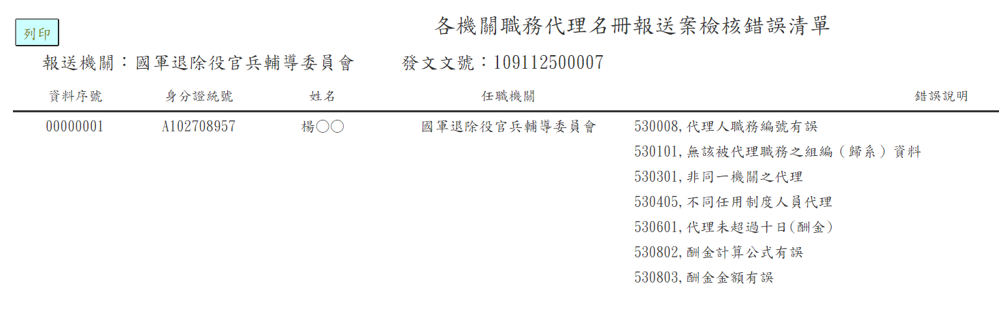 列印
各機關職務代理名冊報送案檢核錯誤清單
報送機關：國軍退除役官兵輔導委員會 發文文號：109112500007
資料序號 身分證統號 姓名 任職機關 錯誤說明
00000001 A102708957 楊○○ 國軍退除役官兵輔導委員會 530008,代理人職務編號有誤
530101,無該被代理職務之組編（歸系）資料
530301,非同一機關之代理
530405,不同任用制度人員代理
530601,代理未超過十日(酬金)
530802,酬金計算公式有誤
530803,酬金金額有誤